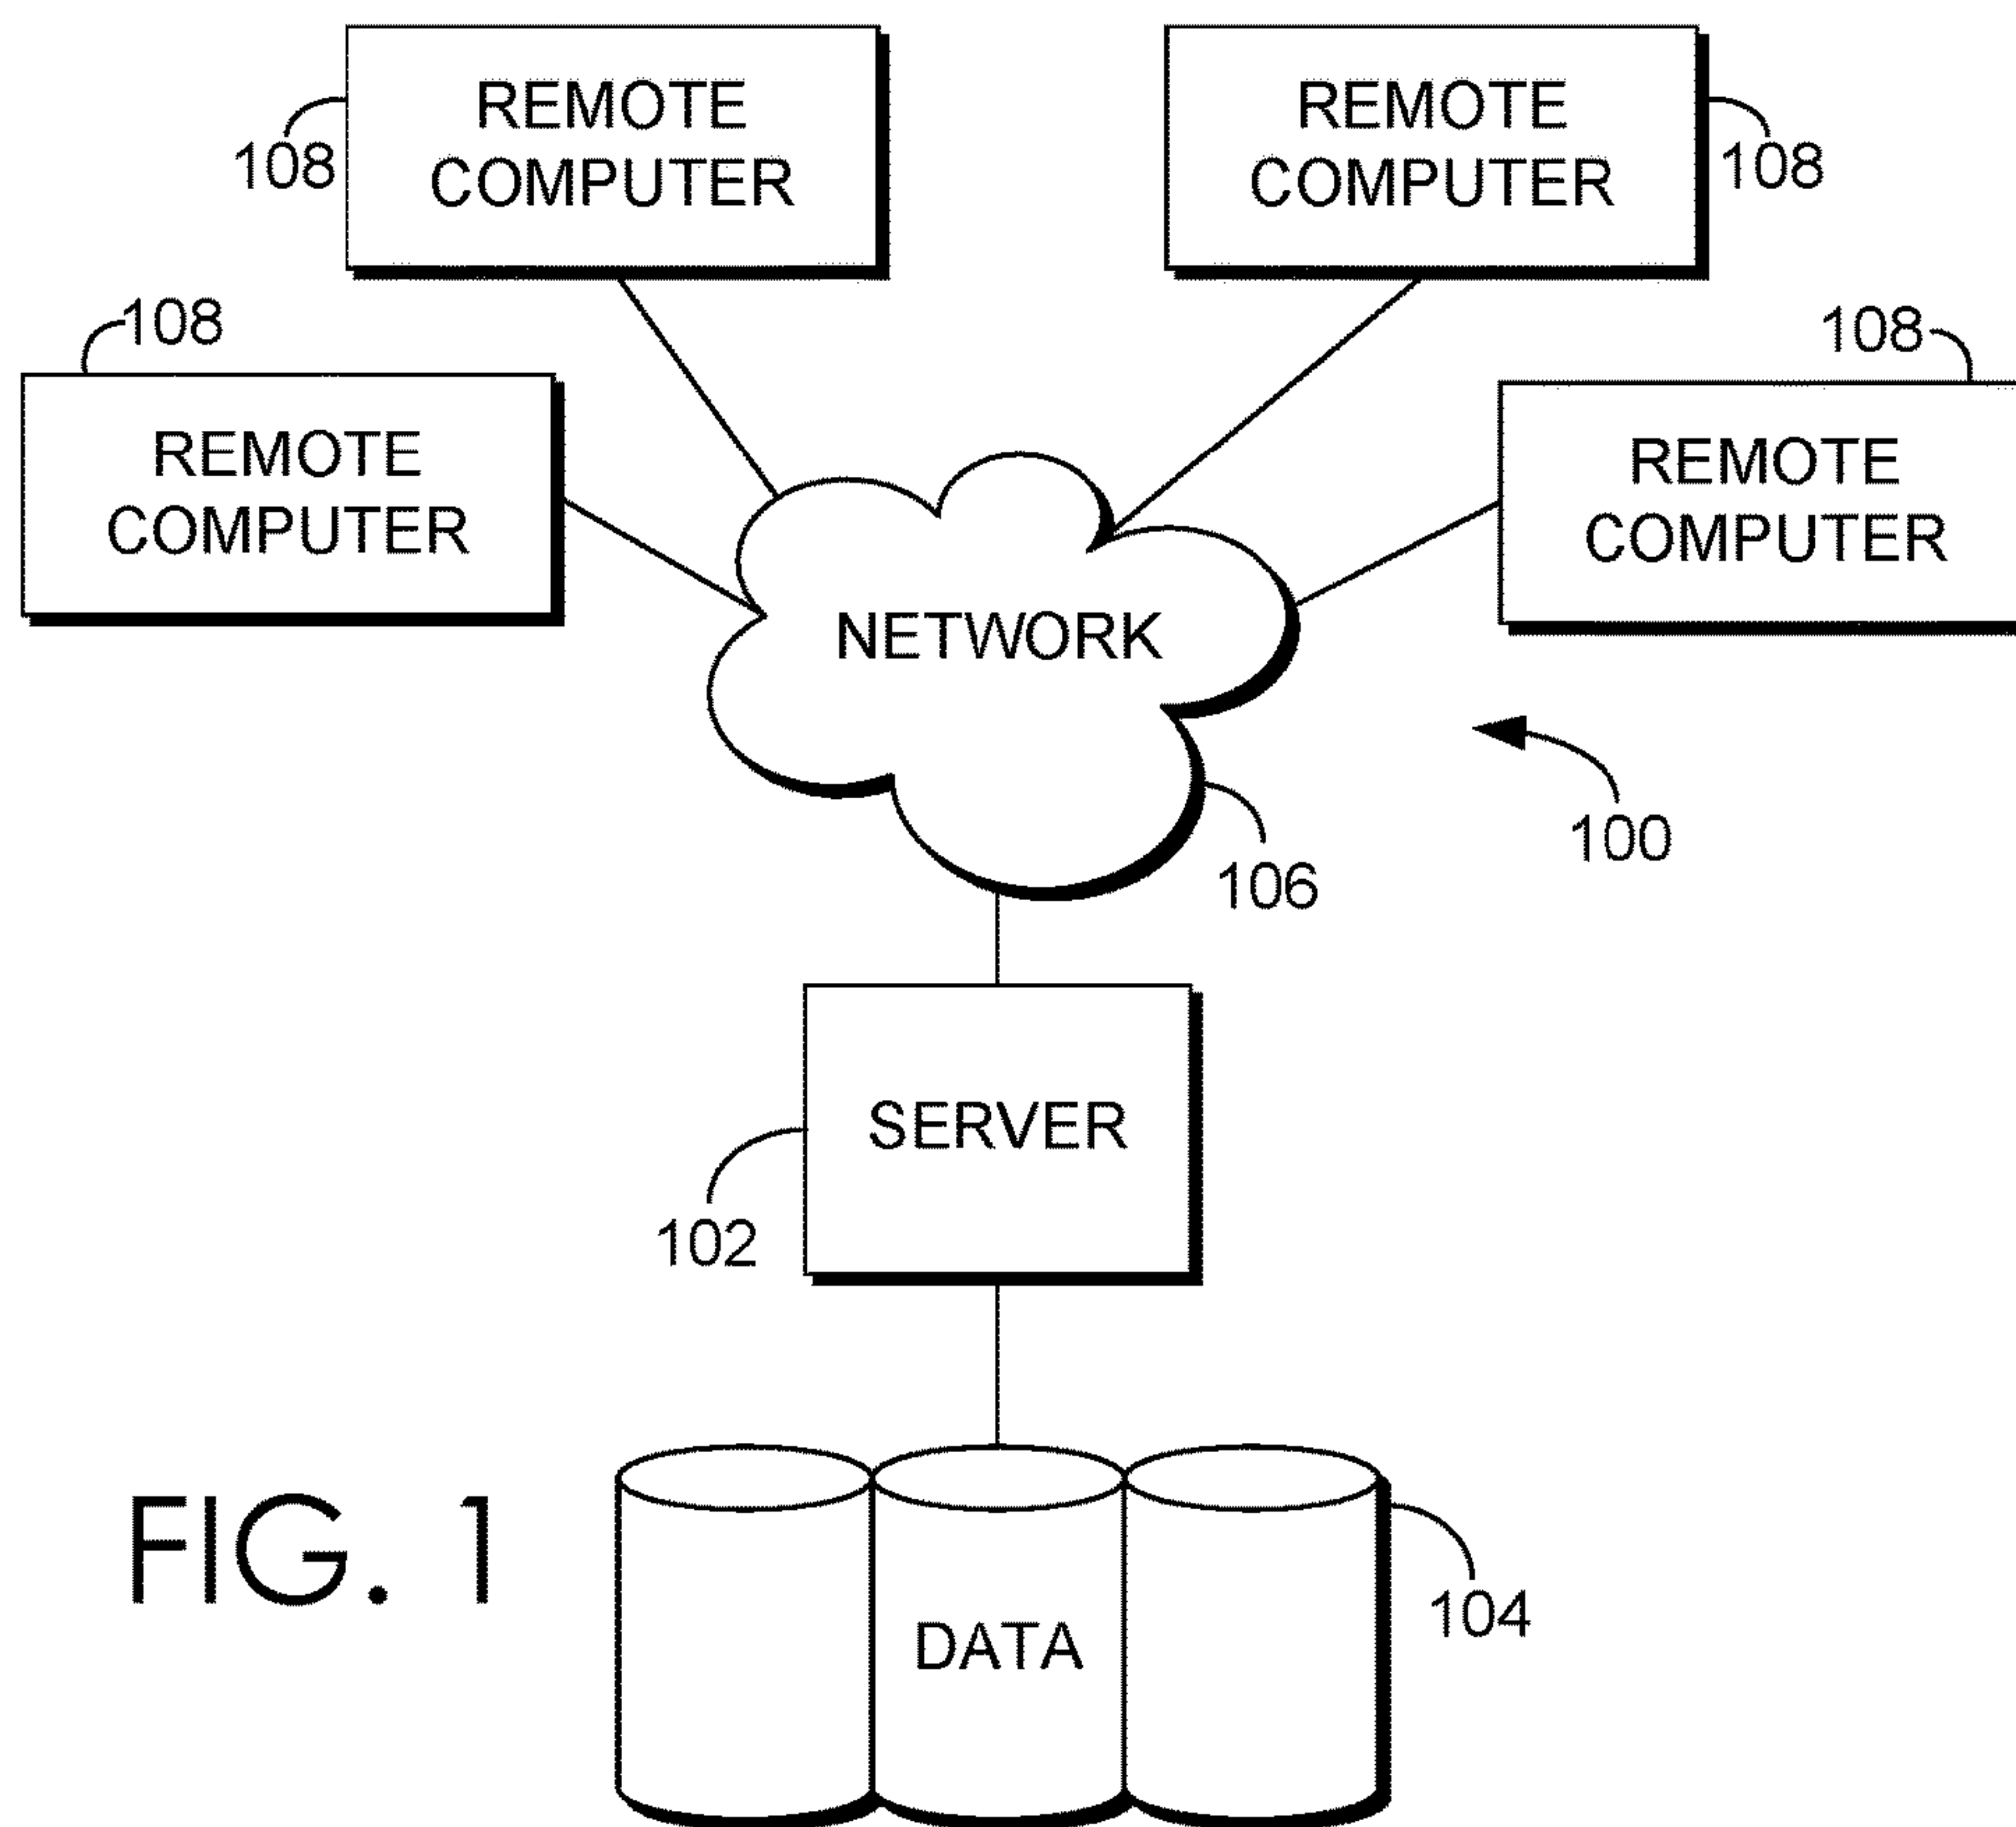 REMOTE
COMPUTER
108
REMOTE
COMPUTER
108
108
REMOTE
COMPUTER
108
REMOTE
COMPUTER
NETWORK
100
106
SERVER
102
FIG. 1
DATA
104